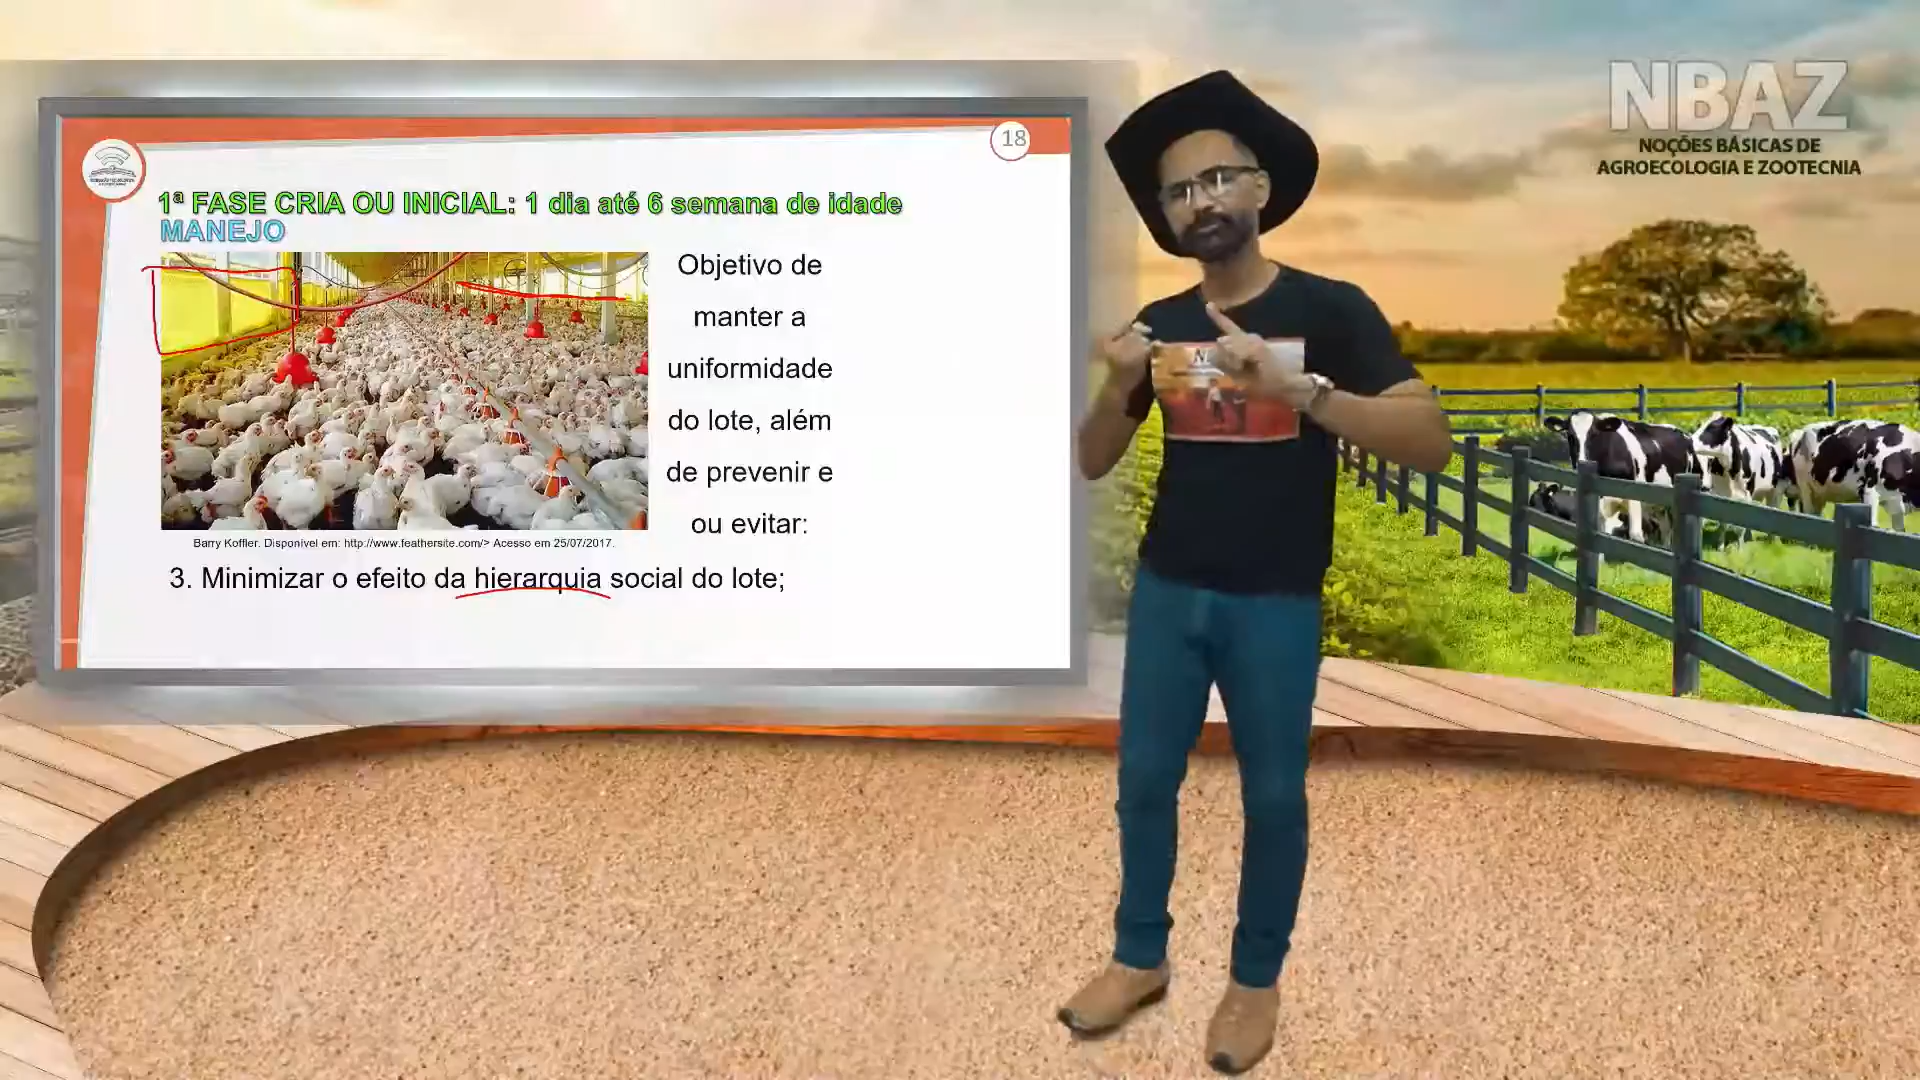 18
1ª FASE CRIA OU INICIAL: 1 dia até 6 semana de idade
MANEJO
Objetivo de
manter a
uniformidade
do lote, além
de prevenir e
ou evitar:
Barry Koffler. Disponível em: http://www.feathersite.com/> Acesso em 25/07/2017.
3. Minimizar o efeito da hierarquia social do lote;
NBAZ
NOÇÕES BÁSICAS DE
AGROECOLOGIA E ZOOTECNIA